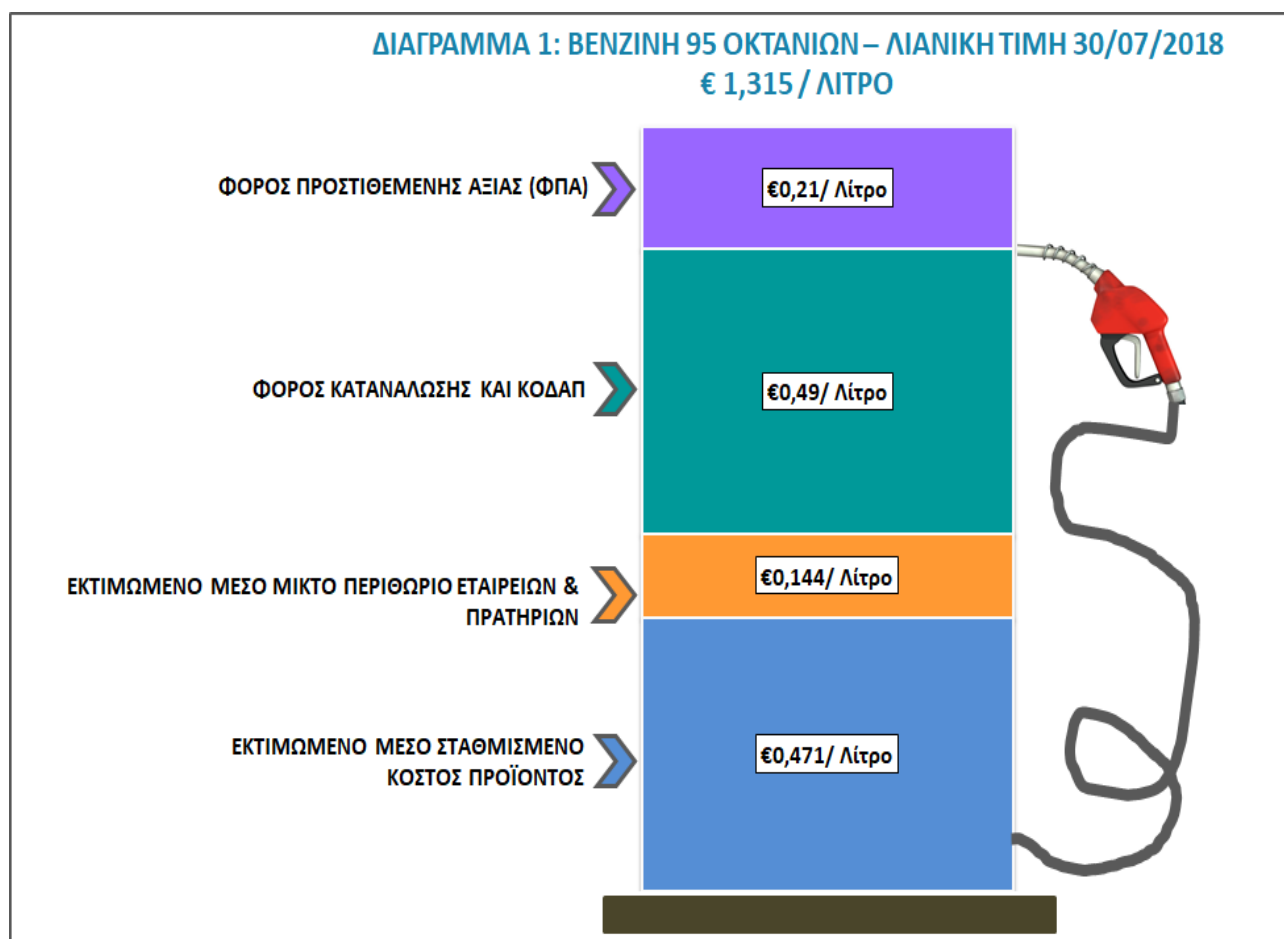 ΔΙΑΓΡΑΜΜΑ 1: ΒΕΝΖΙΝΗ 95 ΟΚΤΑΝΙΩΝ – ΛΙΑΝΙΚΗ ΤΙΜΗ 30/07/2018
€ 1,315 / ΛΙΤΡΟ
ΦΟΡΟΣ ΠΡΟΣΤΙΘΕΜΕΝΗΣ ΑΞΙΑΣ (ΦΠΑ)
€0,21/ Λίτρο
ΦΟΡΟΣ ΚΑΤΑΝΑΛΩΣΗΣ ΚΑΙ ΚΟΔΑΠ
€0,49/ Λίτρο
ΕΚΤΙΜΩΜΕΝΟ ΜΕΣΟ ΜΙΚΤΟ ΠΕΡΙΘΩΡΙΟ ΕΤΑΙΡΕΙΩΝ &
ΠΡΑΤΗΡΙΩΝ
€0,144/ Λίτρο
ΕΚΤΙΜΩΜΕΝΟ ΜΕΣΟ ΣΤΑΘΜΙΣΜΕΝΟ
ΚΟΣΤΟΣ ΠΡΟΪΟΝΤΟΣ
€0,471/ Λίτρο